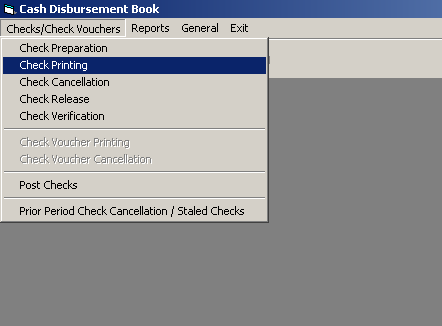 Cash Disbursement Book
Checks/Check Vouchers Reports General Exit
Check Preparation
Check Printing
Check Cancellation
Check Release
Check Verification
Check Voucher Printing
Check Voucher Cancellation
Post Checks
Prior Period Check Cancellation / Staled Checks